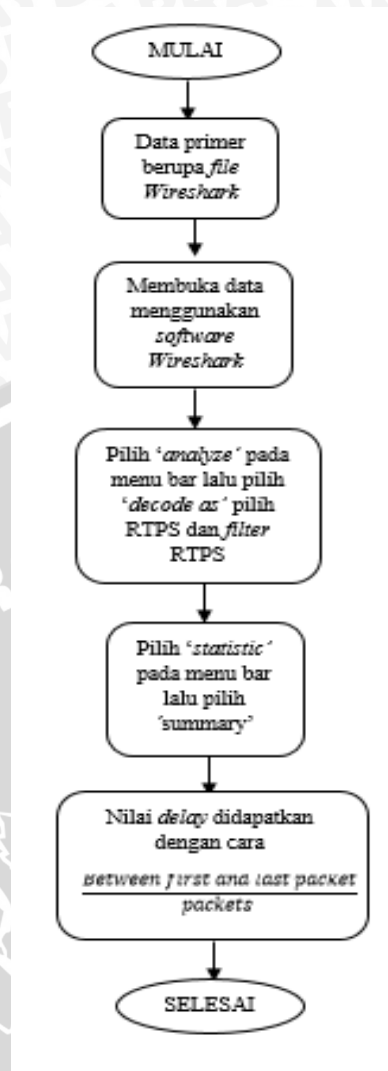 MULAI
Data primer
berupa file
Wireshark
Membuka data
menggunakan
software
Wireshark
Pilih ‘analyze´ pada
menu bar lalu pilih
‘decode as´ pilih
RTPS dan filter
RTPS
Pilih ‘statistic´
pada menu bar
lalu pilih
´summary’
Nilai delay didapatkan
dengan cara
Between first and last packet
packets
SELESAI